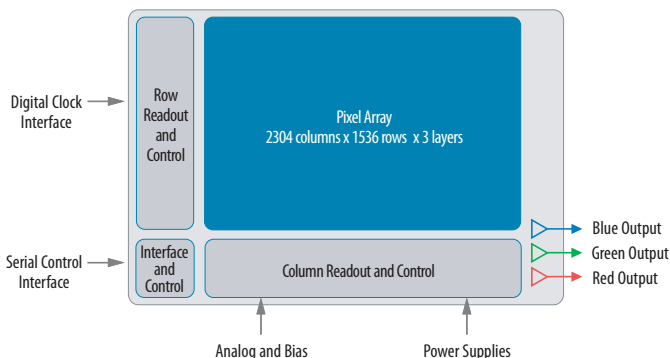 Digital Clock
Interface
Row
Readout
and
Control
Pixel Array
2304 columns x 1536 rows x 3 layers
Blue Output
Green Output
Red Output
Serial Control
Interface
Interface
and
Control
Column Readout and Control
Analog and Bias
Power Supplies